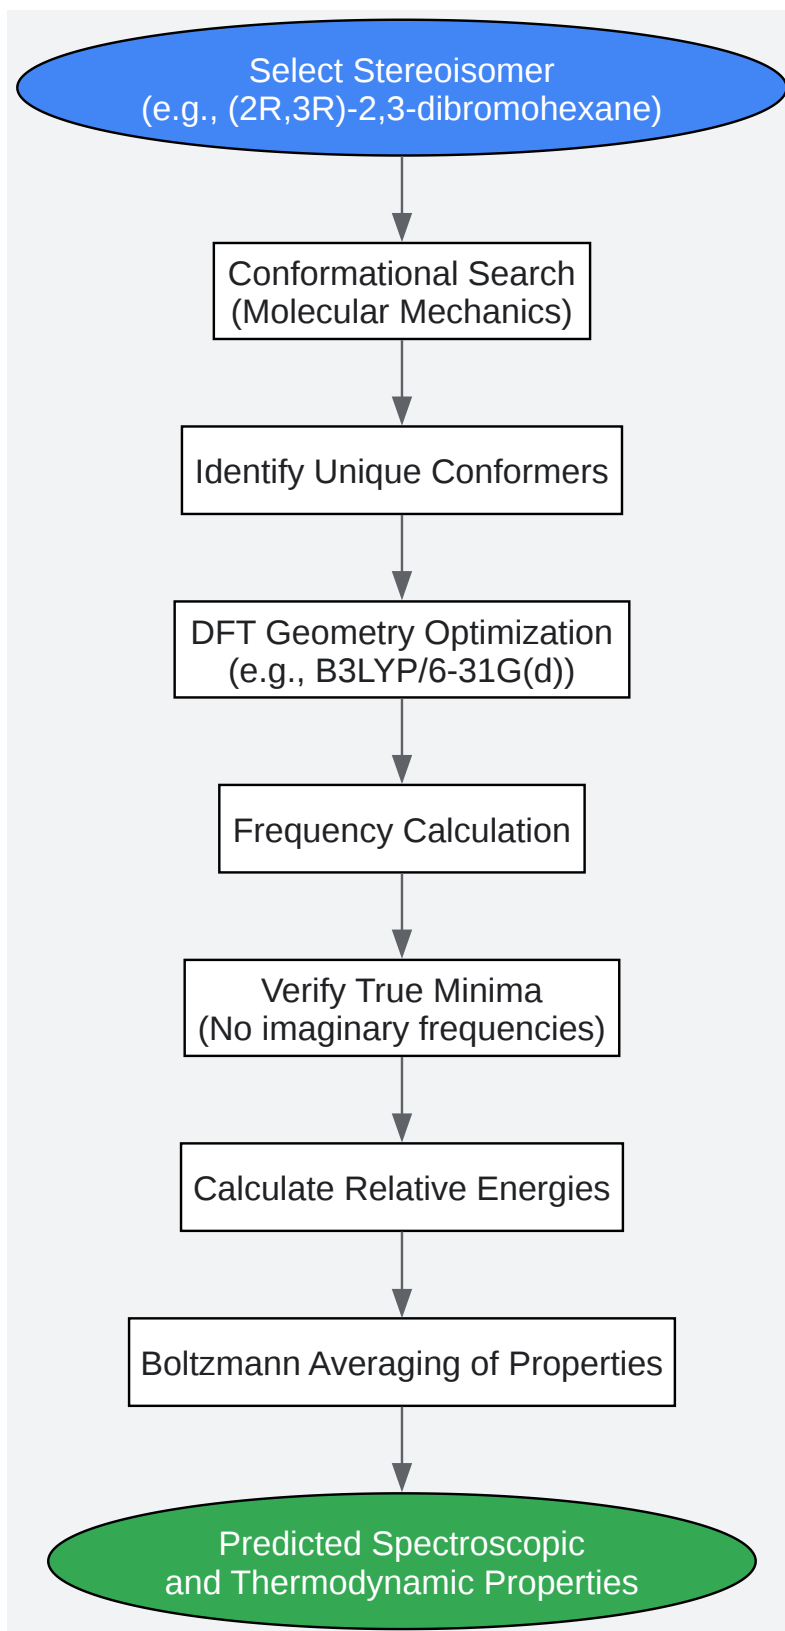 Select Stereoisomer
(e.g., (2R,3R)-2,3-dibromohexane)
Conformational Search
(Molecular Mechanics)
Identify Unique Conformers
DFT Geometry Optimization
(e.g., B3LYP/6-31G(d))
Frequency Calculation
Verify True Minima
(No imaginary frequencies)
Calculate Relative Energies
Boltzmann Averaging of Properties
Predicted Spectroscopic
and Thermodynamic Properties